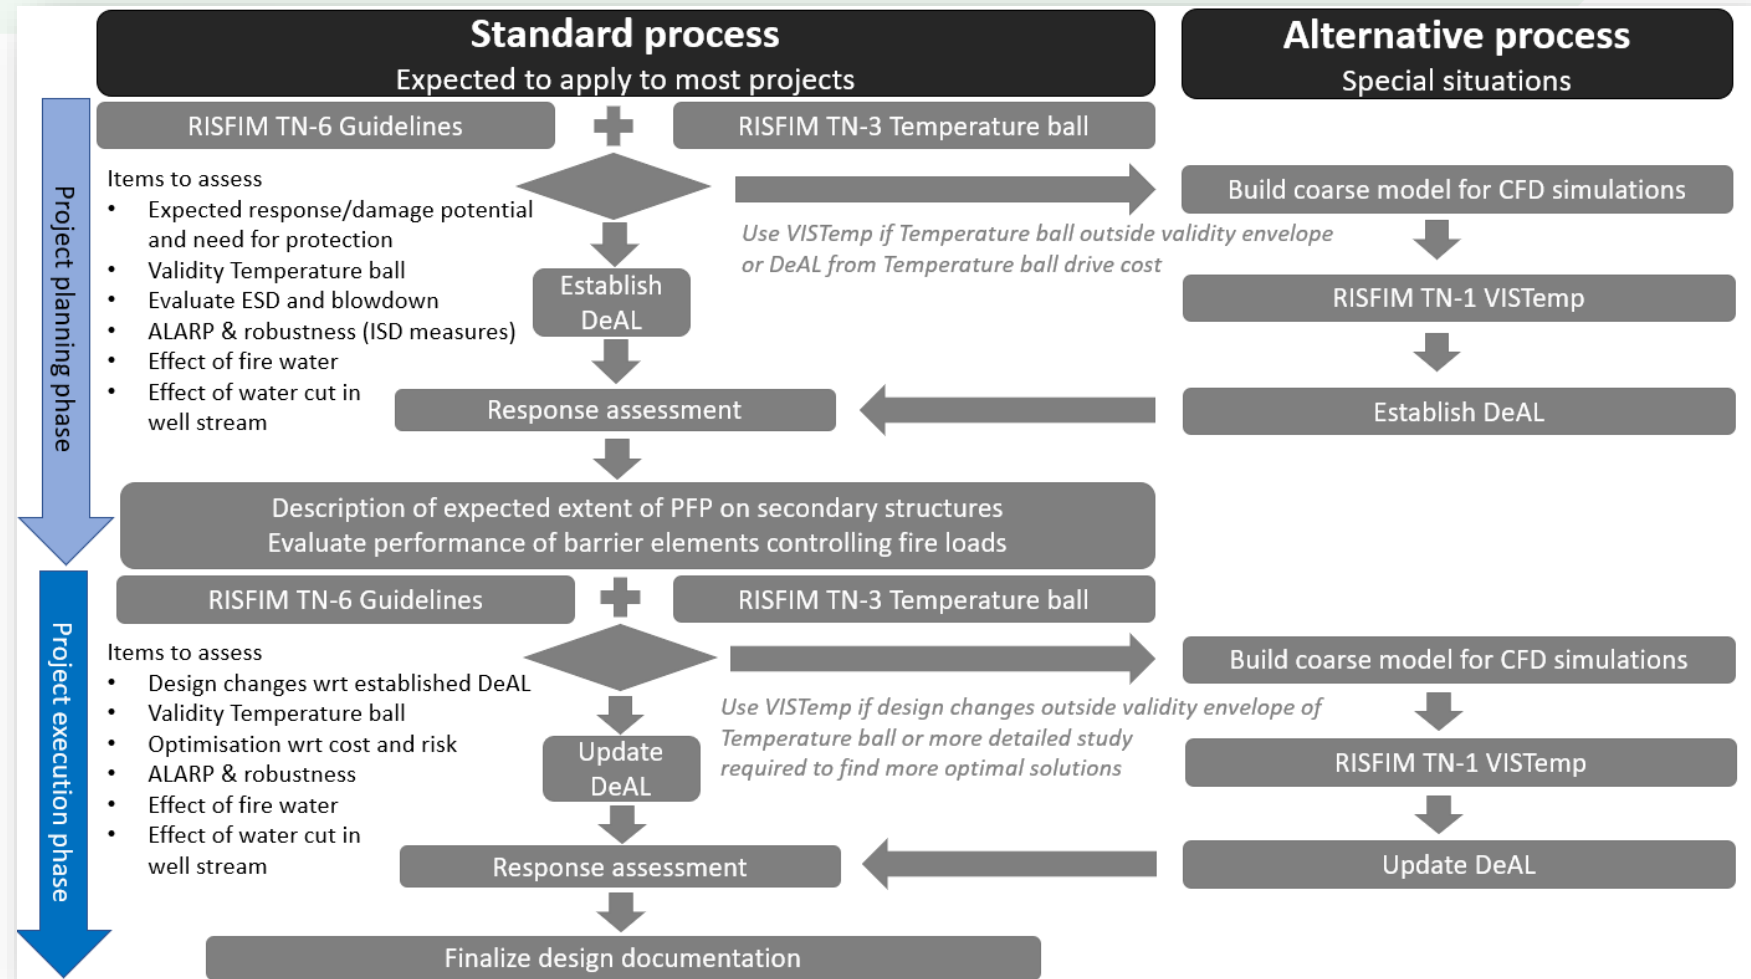 Standard process
Expected to apply to most projects
Alternative process
Special situations
Project planning phase
RISFIM TN-6 Guidelines
RISFIM TN-3 Temperature ball
Items to assess
• Expected response/damage potential
and need for protection
• Validity Temperature ball
• Evaluate ESD and blowdown
• ALARP & robustness (ISD measures)
• Effect of fire water
• Effect of water cut in
well stream
Establish
DeAL
Use VISTemp if Temperature ball outside validity envelope
or DeAL from Temperature ball drive cost
Build coarse model for CFD simulations
RISFIM TN-1 VISTemp
Establish DeAL
Response assessment
Description of expected extent of PFP on secondary structures
Evaluate performance of barrier elements controlling fire loads
Project execution phase
RISFIM TN-6 Guidelines
RISFIM TN-3 Temperature ball
Items to assess
• Design changes wrt established DeAL
• Validity Temperature ball
• Optimisation wrt cost and risk
• ALARP & robustness
• Effect of fire water
• Effect of water cut in
well stream
Update
DeAL
Use VISTemp if design changes outside validity envelope of
Temperature ball or more detailed study
required to find more optimal solutions
Build coarse model for CFD simulations
RISFIM TN-1 VISTemp
Update DeAL
Response assessment
Finalize design documentation